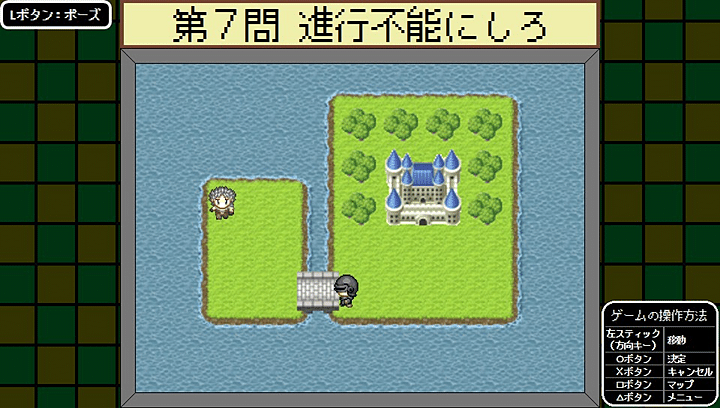 Lボタン：ポーズ
第７問 進行不能にしろ
ゲームの操作方法
左スティック
（方向キー） 移動
○ボタン 決定
×ボタン キャンセル
□ボタン マップ
△ボタン メニュー